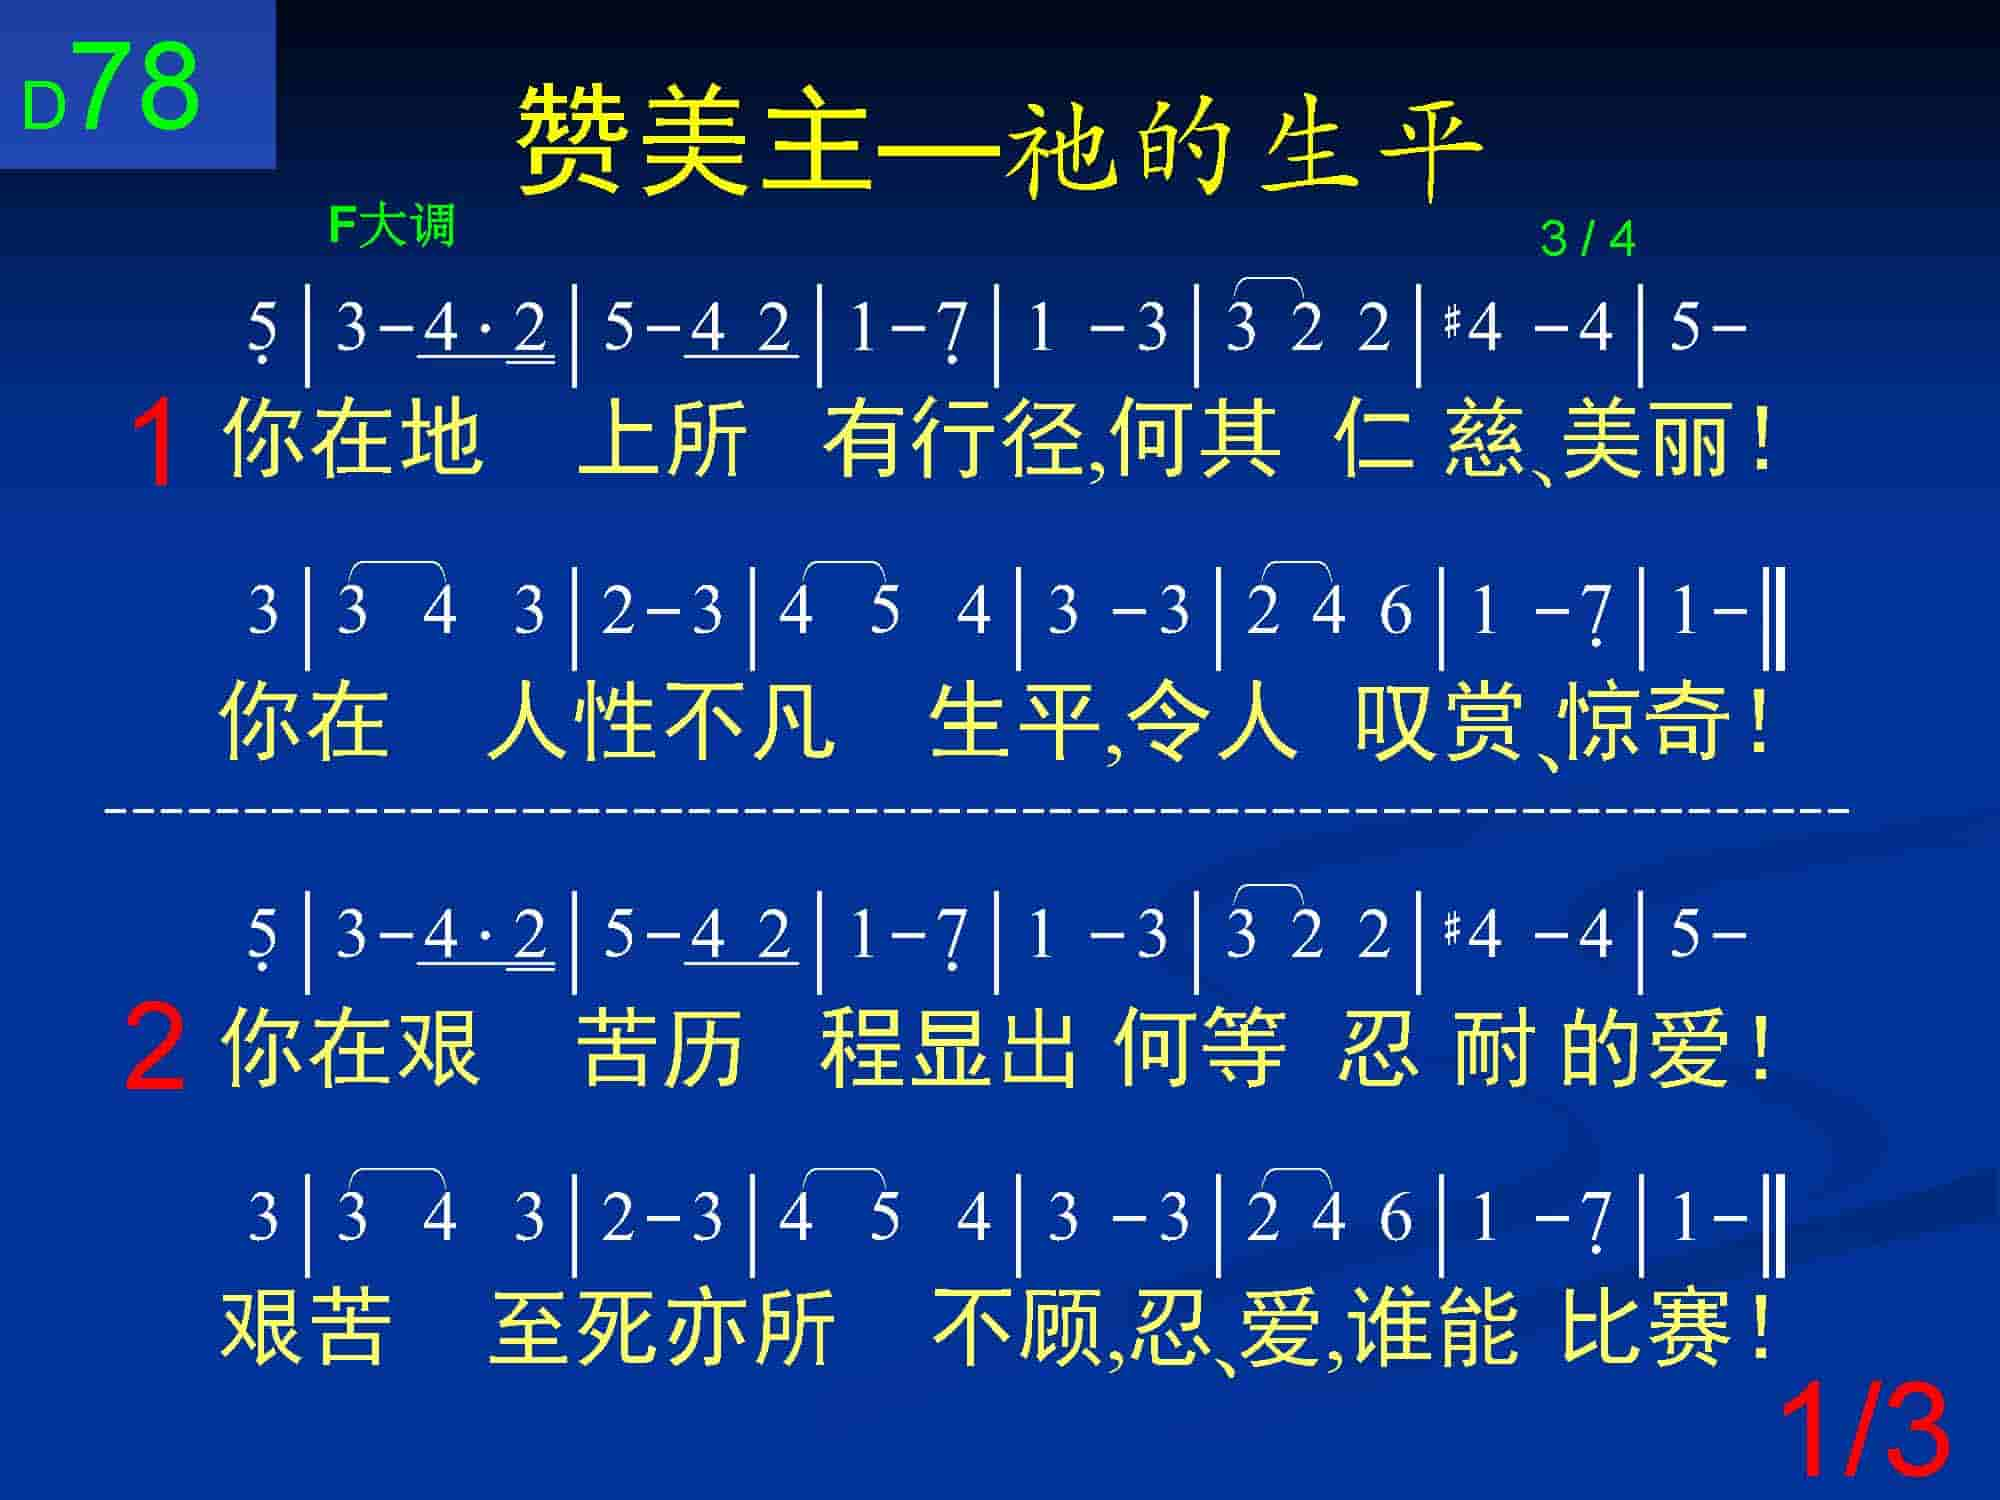 D78
赞美主—祂的生平
F大调 3 / 4
5̣ | 3 – 4 · 2 | 5 – 4 2 | 1 – 7̣ | 1 – 3 | 3 2 2 | #4 – 4 | 5 –
1 你在地 上所 有行径,何其 仁 慈、美丽！
3 | 3 4 3 | 2 – 3 | 4 5 4 | 3 – 3 | 2 4 6 | 1 – 7̣ | 1 – ‖
你在 人性不凡 生平,令人 叹赏、惊奇！
5̣ | 3 – 4 · 2 | 5 – 4 2 | 1 – 7̣ | 1 – 3 | 3 2 2 | #4 – 4 | 5 –
2 你在艰 苦历 程显出 何等 忍 耐 的爱！
3 | 3 4 3 | 2 – 3 | 4 5 4 | 3 – 3 | 2 4 6 | 1 – 7̣ | 1 – ‖
艰苦 至死亦所 不顾,忍、爱,谁能 比赛！
1/3